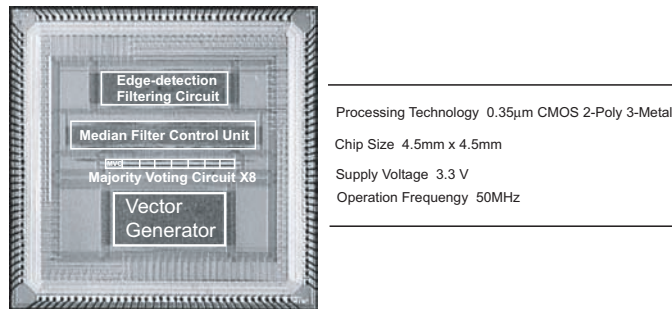 Edge-detection
Filtering Circuit
Median Filter Control Unit
MVC
Majority Voting Circuit X8
Vector
Generator
Processing Technology 0.35μm CMOS 2-Poly 3-Metal
Chip Size 4.5mm x 4.5mm
Supply Voltage 3.3 V
Operation Frequengy 50MHz